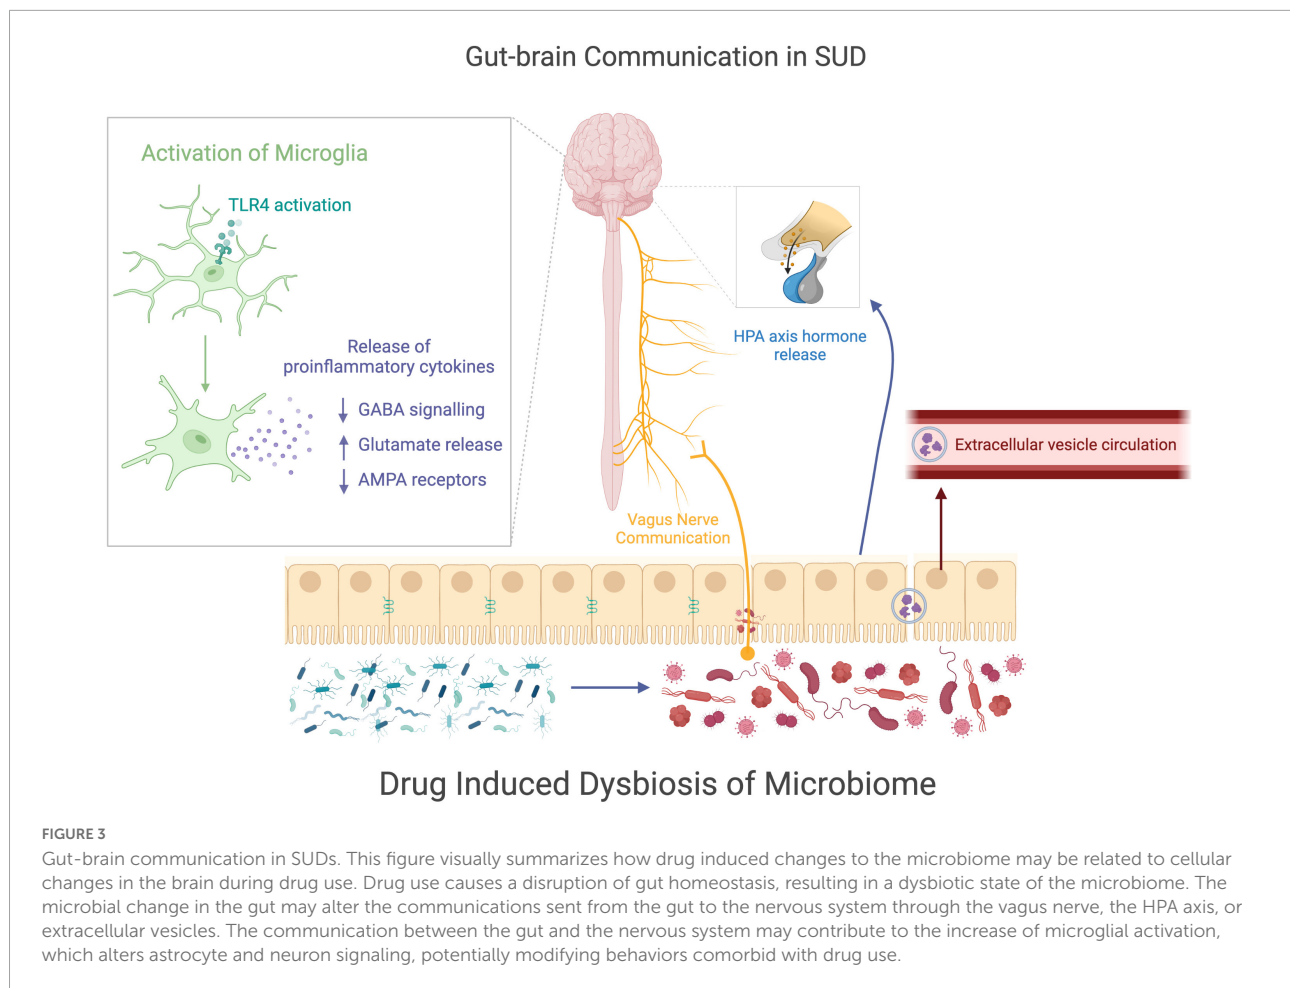 Gut-brain Communication in SUD
Activation of Microglia
TLR4 activation
Release of
proinflammatory cytokines
GABA signalling
Glutamate release
AMPA receptors
HPA axis hormone
release
Extracellular vesicle circulation
Vagus Nerve
Communication
Drug Induced Dysbiosis of Microbiome
FIGURE 3
Gut-brain communication in SUDs. This figure visually summarizes how drug induced changes to the microbiome may be related to cellular
changes in the brain during drug use. Drug use causes a disruption of gut homeostasis, resulting in a dysbiotic state of the microbiome. The
microbial change in the gut may alter the communications sent from the gut to the nervous system through the vagus nerve, the HPA axis, or
extracellular vesicles. The communication between the gut and the nervous system may contribute to the increase of microglial activation,
which alters astrocyte and neuron signaling, potentially modifying behaviors comorbid with drug use.